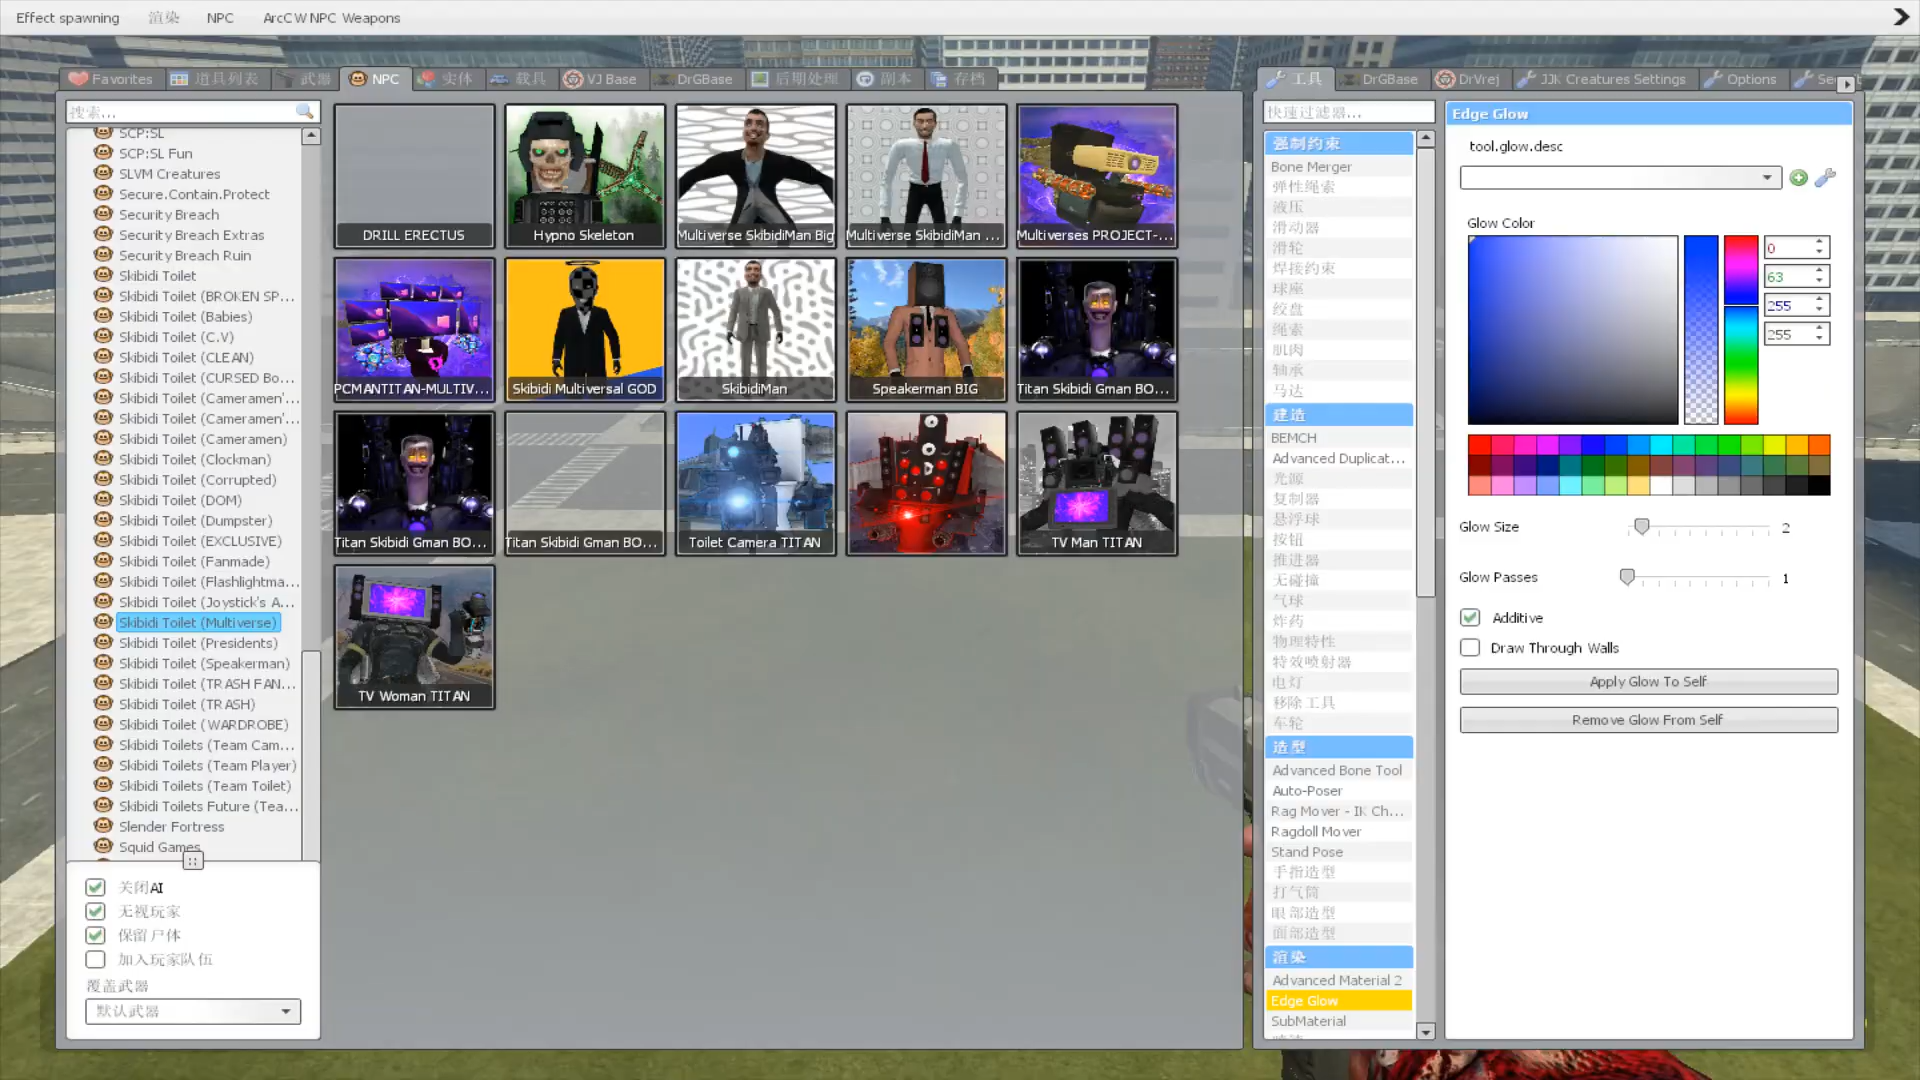 Effect spawning
渲染
NPC
ArcCW NPC Weapons
Favorites
道具列表
武器
NPC
实体
载具
VJ Base
DrGBase
后期处理
副本
存档
搜索...
SCP:SL
SCP:SL Fun
SLVM Creatures
Secure.Contain.Protect
Security Breach
Security Breach Extras
Security Breach Ruin
Skibidi Toilet
Skibidi Toilet (BROKEN SP...
Skibidi Toilet (Babies)
Skibidi Toilet (C.V)
Skibidi Toilet (CLEAN)
Skibidi Toilet (CURSED Bo...
Skibidi Toilet (Cameramen'...
Skibidi Toilet (Cameramen'...
Skibidi Toilet (Cameramen)
Skibidi Toilet (Clockman)
Skibidi Toilet (Corrupted)
Skibidi Toilet (DOM)
Skibidi Toilet (Dumpster)
Skibidi Toilet (EXCLUSIVE)
Skibidi Toilet (Fanmade)
Skibidi Toilet (Flashlightma...
Skibidi Toilet (Joystick's A...
Skibidi Toilet (Multiverse)
Skibidi Toilet (Presidents)
Skibidi Toilet (Speakerman)
Skibidi Toilet (TRASH FAN...
Skibidi Toilet (TRASH)
Skibidi Toilet (WARDROBE)
Skibidi Toilets (Team Cam...
Skibidi Toilets (Team Player)
Skibidi Toilets (Team Toilet)
Skibidi Toilets Future (Tea...
Slender Fortress
Squid Games
关闭AI
无视玩家
保留尸体
加入玩家队伍
覆盖武器
默认武器
DRILL ERECTUS
Hypno Skeleton
Multiverse SkibidiMan Big
Multiverse SkibidiMan ...
Multiverses PROJECT-...
PCMANTITAN-MULTIV...
Skibidi Multiversal GOD
SkibidiMan
Speakerman BIG
Titan Skibidi Gman BO...
Titan Skibidi Gman BO...
Titan Skibidi Gman BO...
Toilet Camera TITAN
TV Man TITAN
TV Woman TITAN
工具
DrGBase
DrVrej
JJK Creatures Settings
Options
快速过滤器...
强制约束
Bone Merger
弹性绳索
液压
滑动器
滑轮
焊接约束
球座
绞盘
绳索
肌肉
轴承
马达
建造
BEMCH
Advanced Duplicat...
光源
复制器
悬浮球
按钮
推进器
无碰撞
气球
炸药
物理特性
特效喷射器
电灯
移除工具
车轮
造型
Advanced Bone Tool
Auto-Poser
Rag Mover - IK Ch...
Ragdoll Mover
Stand Pose
手指造型
打气筒
眼部造型
面部造型
渲染
Advanced Material 2
Edge Glow
SubMaterial
Edge Glow
tool.glow.desc
Glow Color
0
63
255
255
Glow Size
2
Glow Passes
1
Additive
Draw Through Walls
Apply Glow To Self
Remove Glow From Self